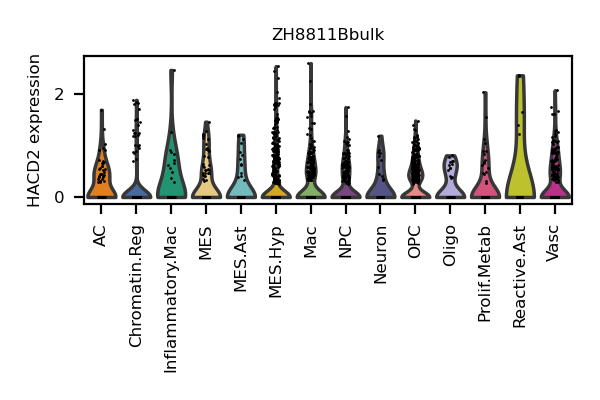 ZH8811Bbulk
HACD2 expression
2
0
AC
Chromatin.Reg
Inflammatory.Mac
MES
MES.Ast
MES.Hyp
Mac
NPC
Neuron
OPC
Oligo
Prolif.Metab
Reactive.Ast
Vasc